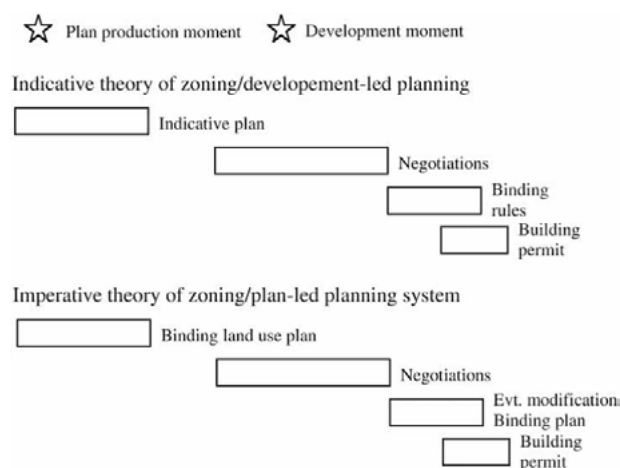 Plan production moment
Development moment
Indicative theory of zoning/developement-led planning
Indicative plan
Negotiations
Binding
rules
Building
permit
Imperative theory of zoning/plan-led planning system
Binding land use plan
Negotiations
Evt. modification
Binding plan
Building
permit